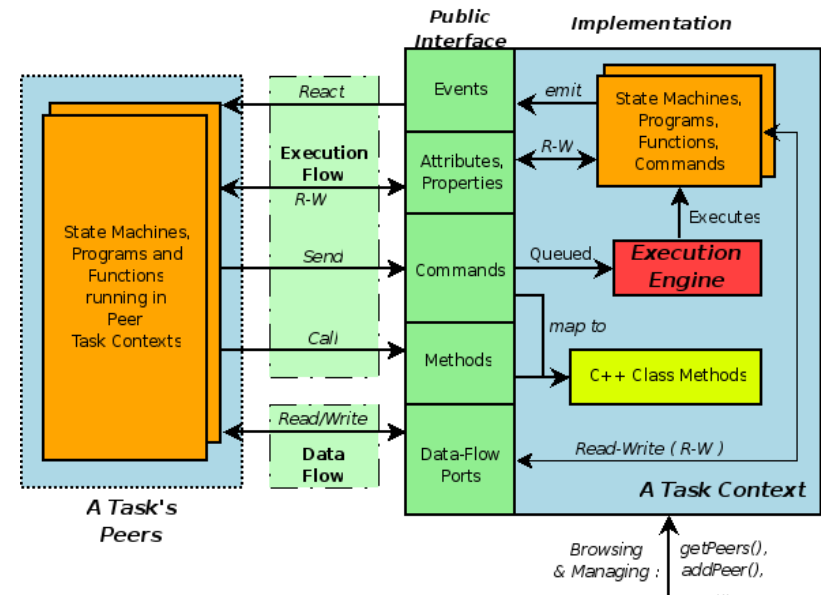 Public
Interface
Implementation
Events
React
emit
State Machines,
Programs,
Functions,
Commands
Execution
Flow
R-W
Attributes,
Properties
R-W
Executes
State Machines,
Programs and
Functions
running in
Peer
Task Contexts
Send
Commands
Queued
Execution
Engine
map to
Call
Methods
C++ Class Methods
Read/Write
Data
Flow
Data-Flow
Ports
Read-Write ( R-W )
A Task Context
A Task's
Peers
Browsing
& Managing :
getPeers(),
addPeer(),